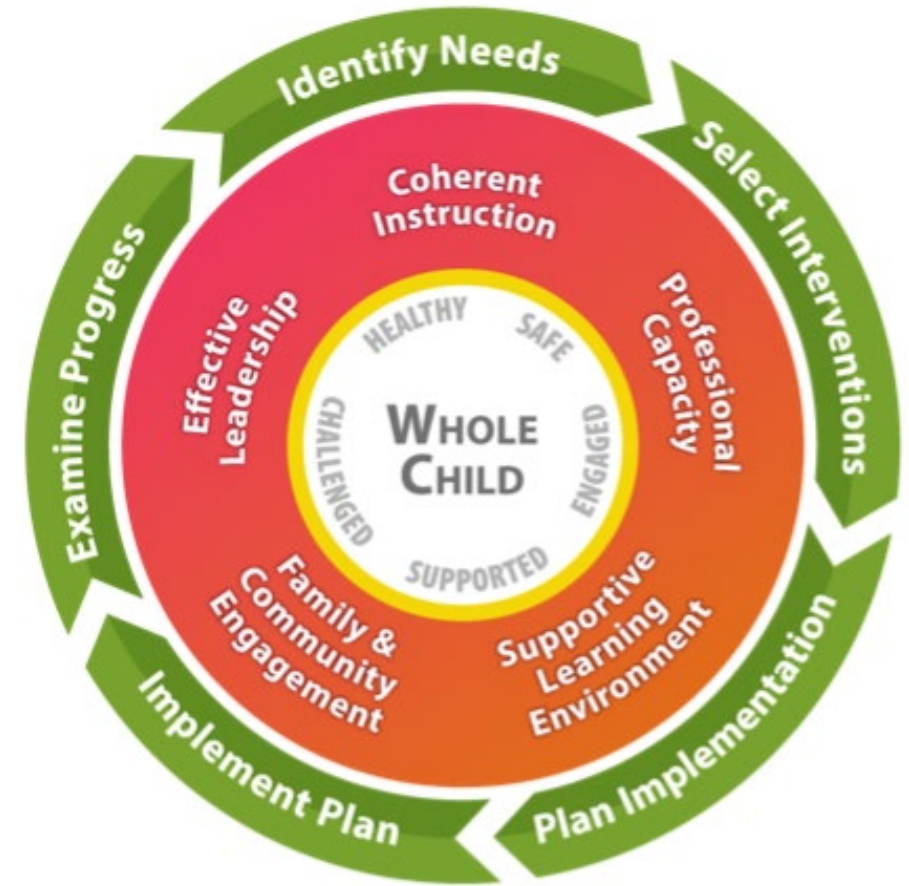 Identify Needs
Select Interventions
Plan Implementation
Implement Plan
Examine Progress
Coherent
Instruction
Professional
Capacity
Supportive
Learning
Environment
Family &
Community
Engagement
Effective
Leadership
HEALTHY
SAFE
ENGAGED
SUPPORTED
CHALLENGED
WHOLE
CHILD